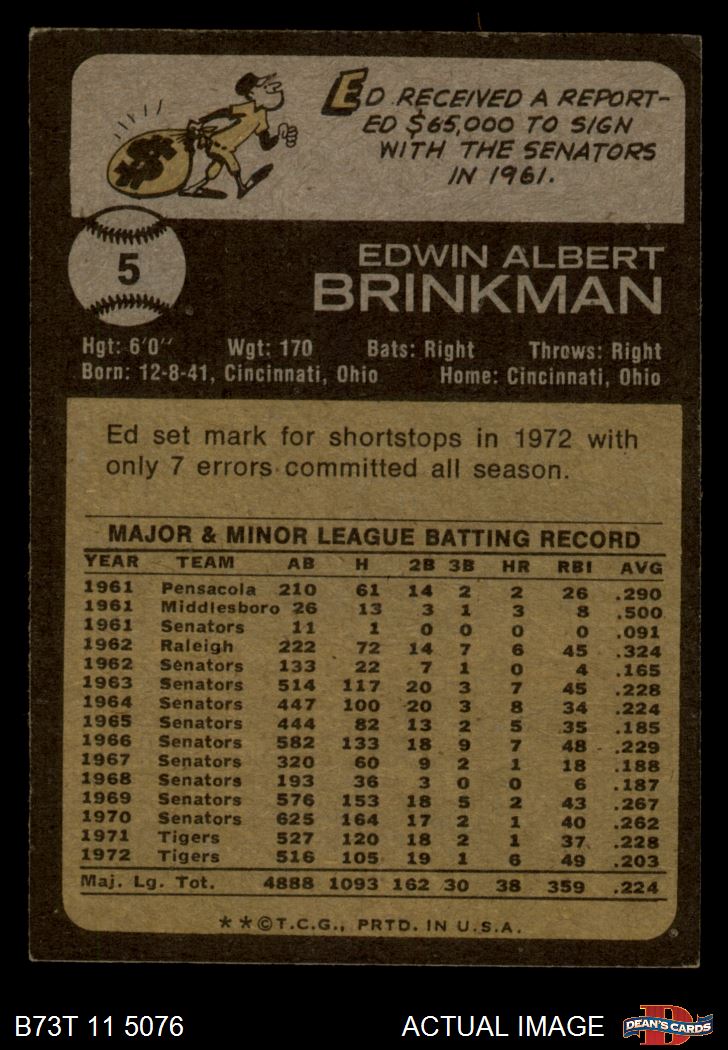 ED RECEIVED A REPORT-
ED $65,000 TO SIGN
WITH THE SENATORS
IN 1961.
5
EDWIN ALBERT
BRINKMAN
Hgt: 6'0" Wgt: 170 Bats: Right Throws: Right
Born: 12-8-41, Cincinnati, Ohio Home: Cincinnati, Ohio
Ed set mark for shortstops in 1972 with
only 7 errors committed all season.
MAJOR & MINOR LEAGUE BATTING RECORD
YEAR TEAM AB H 2B 3B HR RBI AVG
1961 Pensacola 210 61 14 2 2 26 .290
1961 Middlesboro 26 13 3 1 3 8 .500
1961 Senators 11 1 0 0 0 0 .091
1962 Raleigh 222 72 14 7 6 45 .324
1962 Senators 133 22 7 1 0 4 .165
1963 Senators 514 117 20 3 7 45 .228
1964 Senators 447 100 20 3 8 34 .224
1965 Senators 444 82 13 2 5 35 .185
1966 Senators 582 133 18 9 7 48 .229
1967 Senators 320 60 9 2 1 18 .188
1968 Senators 193 36 3 0 0 6 .187
1969 Senators 576 153 18 5 2 43 .267
1970 Senators 625 164 17 2 1 40 .262
1971 Tigers 527 120 18 2 1 37 .228
1972 Tigers 516 105 19 1 6 49 .203
Maj. Lg. Tot. 4888 1093 162 30 38 359 .224
**©T.C.G., PRTD. IN U.S.A.
B73T 11 5076 ACTUAL IMAGE D DEAN'S CARDS